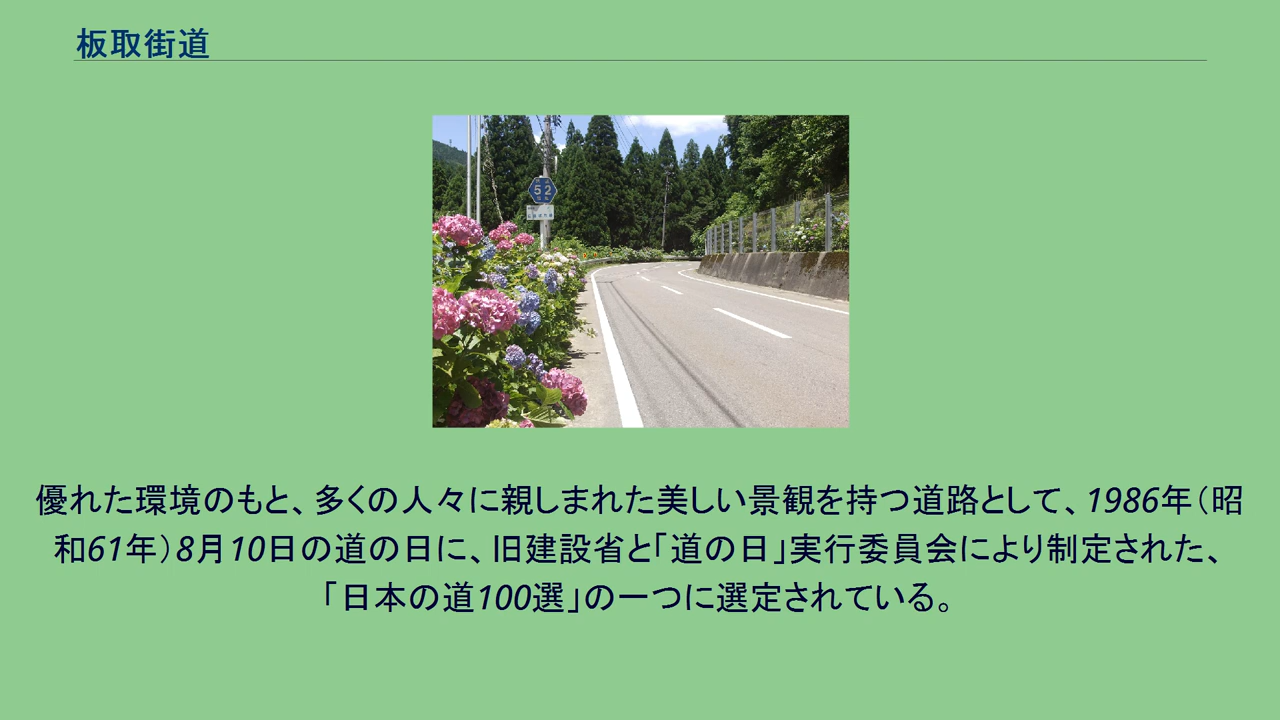 板取街道
52
優れた環境のもと、多くの人々に親しまれた美しい景観を持つ道路として、1986年（昭
和61年）8月10日の道の日に、旧建設省と「道の日」実行委員会により制定された、
「日本の道100選」の一つに選定されている。